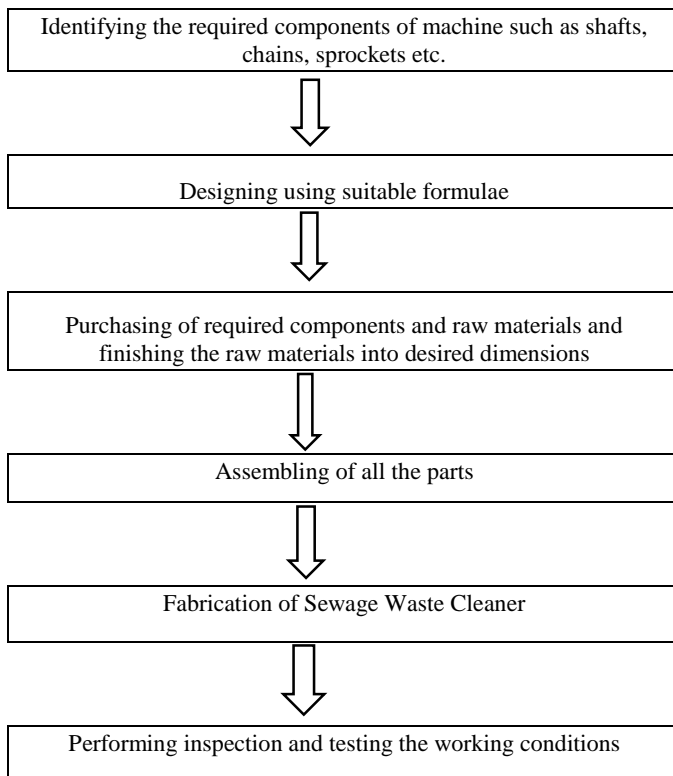 Identifying the required components of machine such as shafts,
chains, sprockets etc.
Designing using suitable formulae
Purchasing of required components and raw materials and
finishing the raw materials into desired dimensions
Assembling of all the parts
Fabrication of Sewage Waste Cleaner
Performing inspection and testing the working conditions